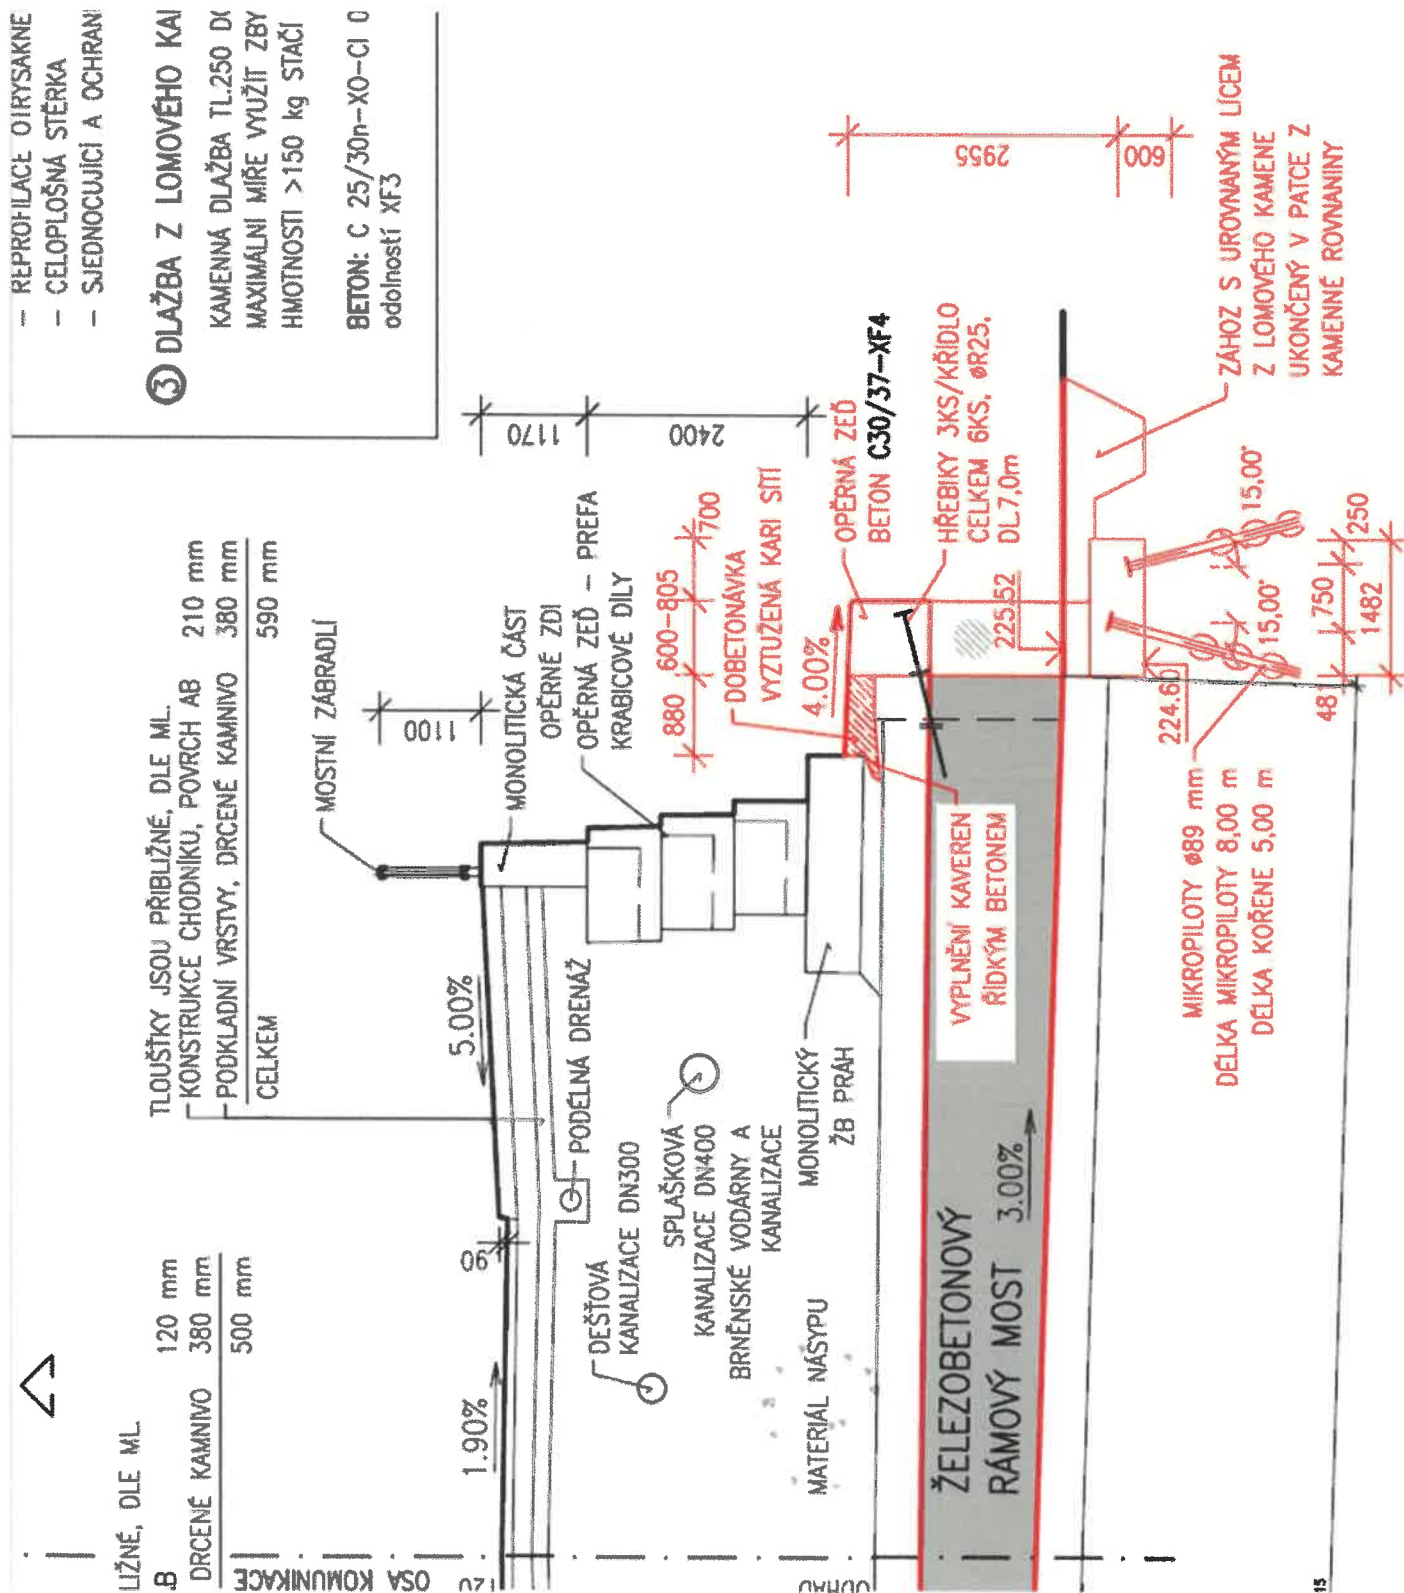 – CELOPLOŠNÁ STĚRKA
– SJEDNOCUJÍCÍ A OCHRAN
3 DLAŽBA Z LOMOVÉHO KA
KAMENNÁ DLAŽBA TL.250
MAXIMÁLNÍ MÍŘE VYUŽÍT ZBY
HMOTNOSTI >150 kg STAČÍ
BETON: C 25/30n–XO–Cl 0
odolností XF3
TLOUŠTKY JSOU PŘIBLIŽNÉ, DLE ML.
KONSTRUKCE CHODNÍKU, POVRCH AB 210 mm
PODKLADNÍ VRSTVY, DRCENÉ KAMNIVO 380 mm
CELKEM 590 mm
LIŽNÉ, DLE ML.
.B 120 mm
DRCENÉ KAMNIVO 380 mm
500 mm
OSA KOMUNIKACE
MOSTNÍ ZÁBRADLÍ
1100
1170
2400
2955
600
MONOLITICKÁ ČÁST
OPĚRNÉ ZDI
OPĚRNÁ ZEĎ – PREFA
KRABICOVÉ DÍLY
5.00%
1.90%
90
PODÉLNÁ DRENÁŽ
DEŠŤOVÁ
KANALIZACE DN300
SPLAŠKOVÁ
KANALIZACE DN400
BRNĚNSKÉ VODÁRNY A
KANALIZACE
MONOLITICKÝ
ŽB PRÁH
MATERIÁL NÁSYPU
880
600–805
700
DOBETONÁVKA
VYZTUŽENÁ KARI SÍTÍ
4.00%
OPĚRNÁ ZEĎ
BETON C30/37–XF4
HŘEBÍKY 3KS/KŘÍDLO
CELKEM 6KS, øR25,
DL.7,0m
VYPLNĚNÍ KAVEREN
ŘÍDKÝM BETONEM
ŽELEZOBETONOVÝ
RÁMOVÝ MOST
3.00%
225.52
224.60
ZÁHOZ S UROVNANÝM LÍCEM
Z LOMOVÉHO KAMENE
UKONČENÝ V PATCE Z
KAMENNÉ ROVNANINY
MIKROPILOTY ø89 mm
DÉLKA MIKROPILOTY 8,00 m
DÉLKA KOŘENE 5,00 m
15,00°
15,00°
750
250
1482
15